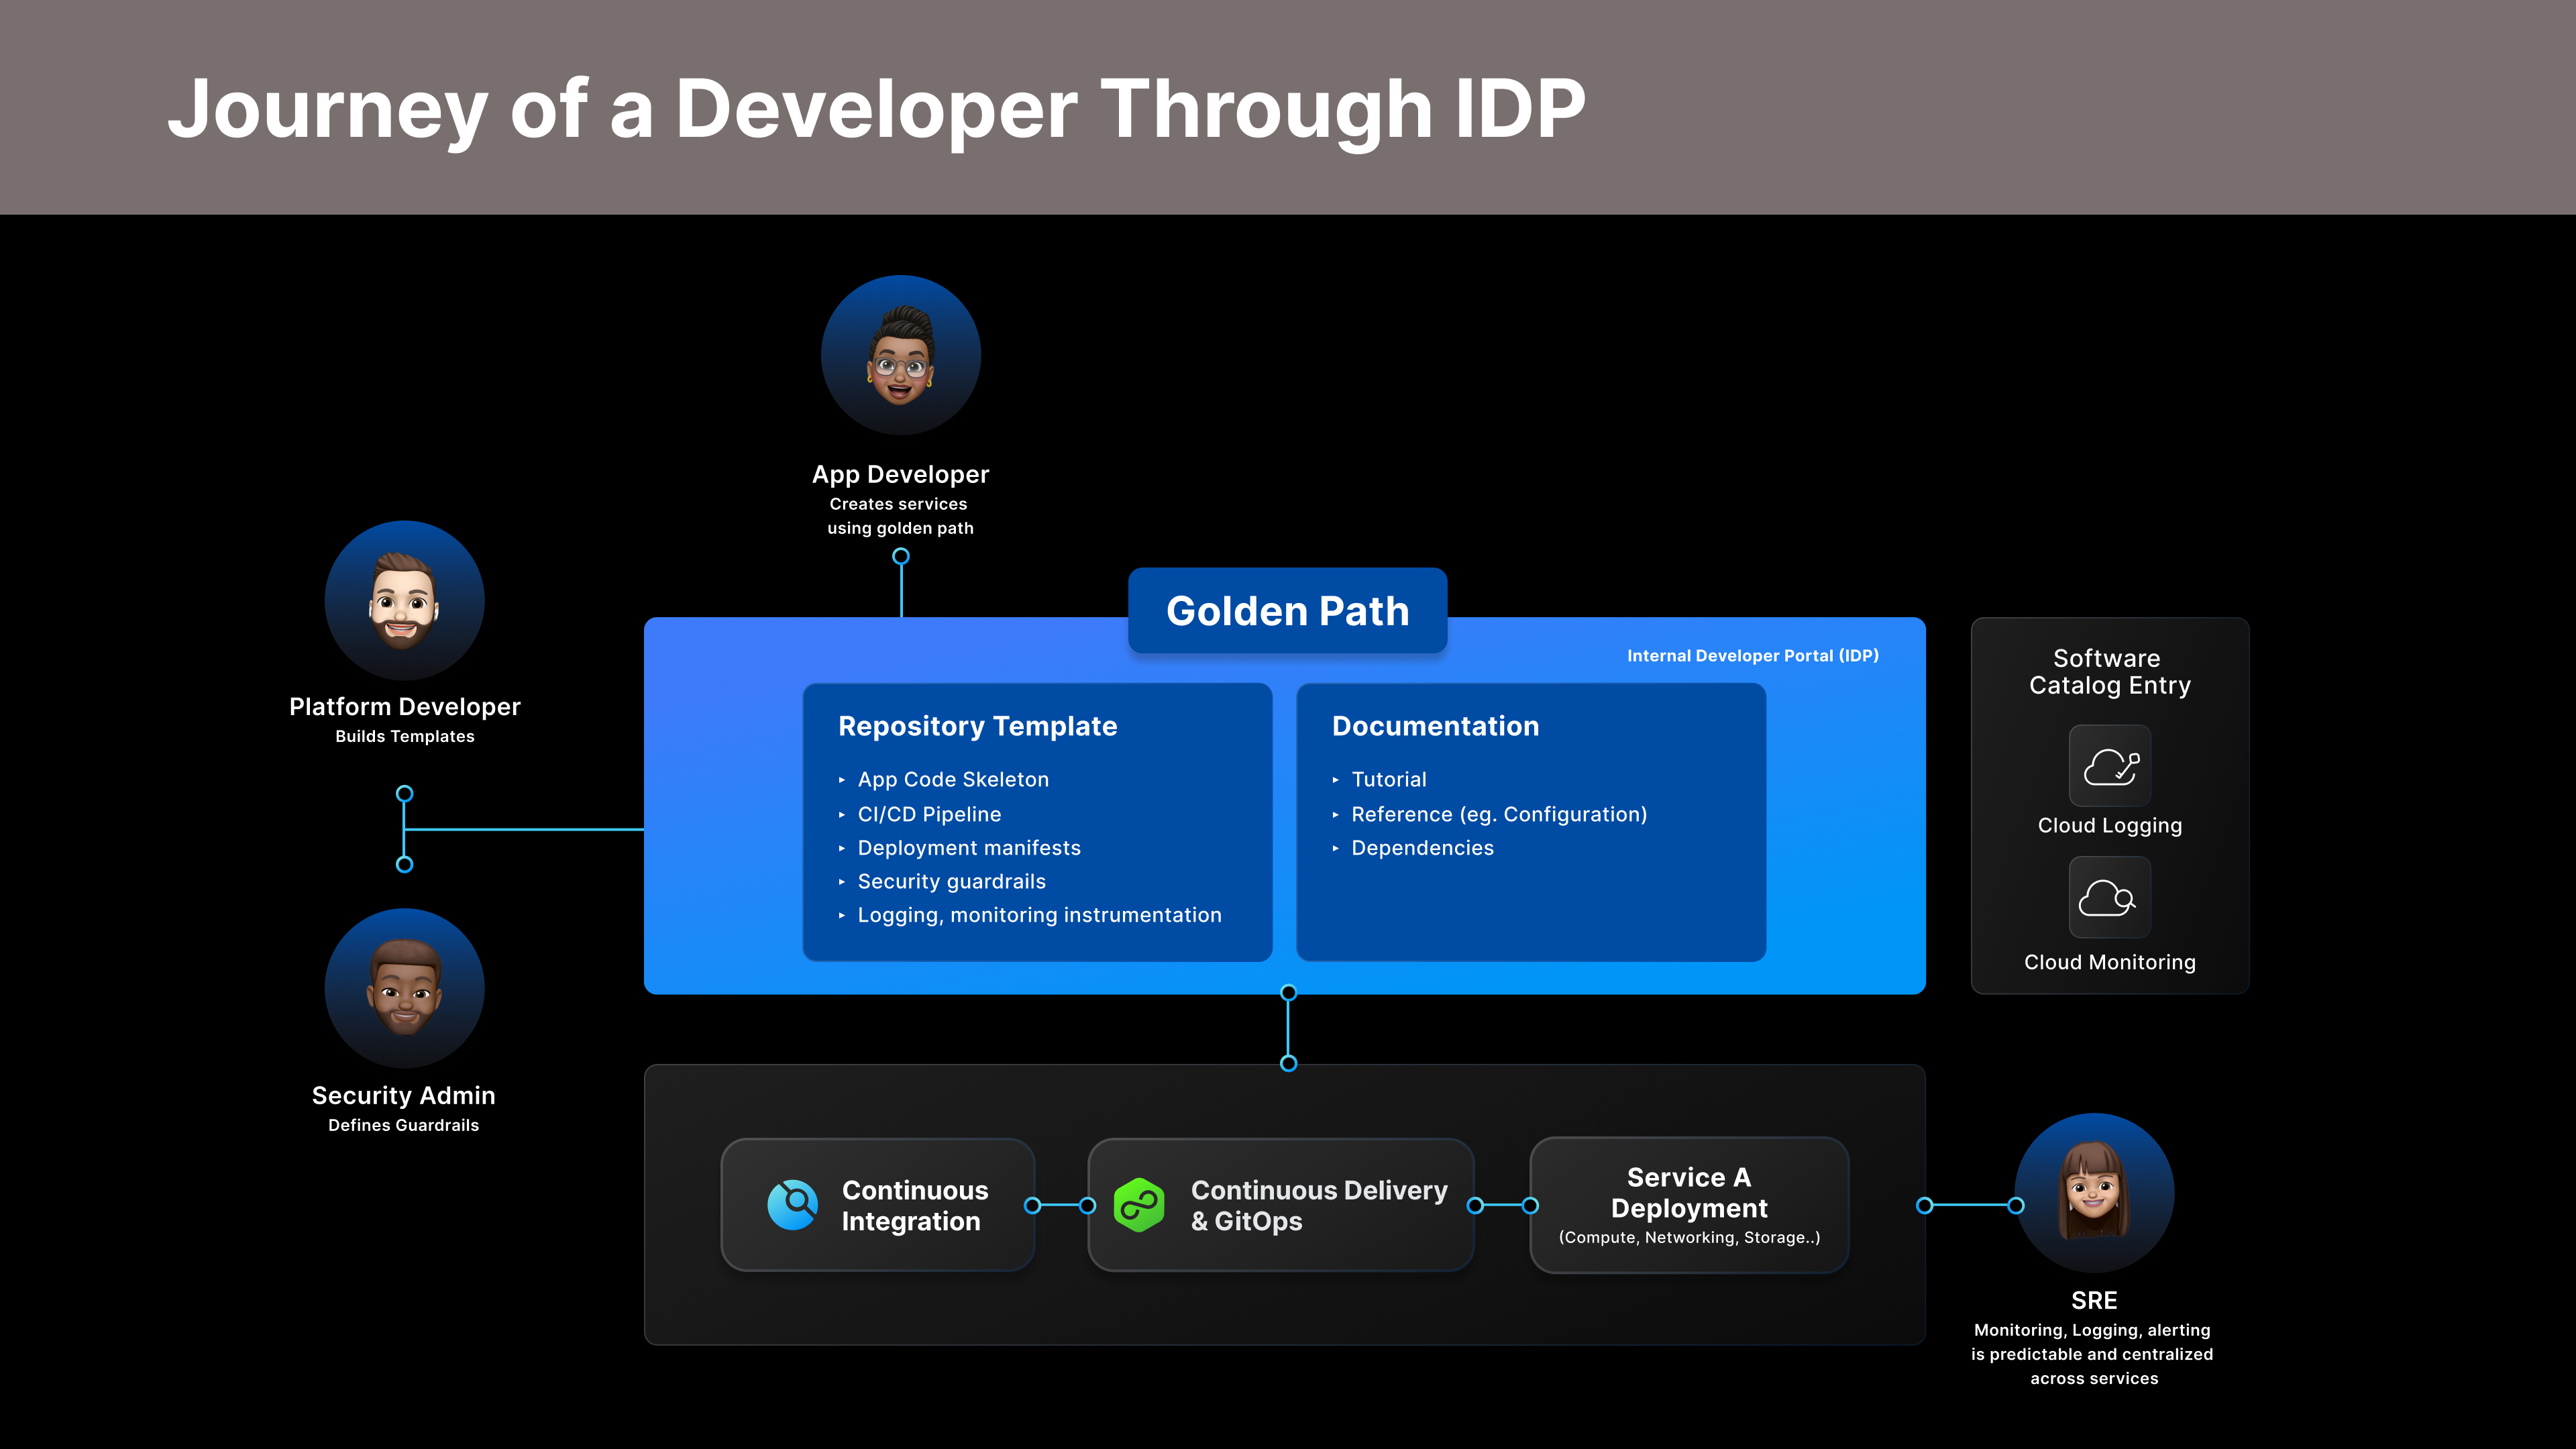 Journey of a Developer Through IDP
App Developer
Creates services
using golden path
Platform Developer
Builds Templates
Security Admin
Defines Guardrails
Golden Path
Internal Developer Portal (IDP)
Repository Template
‣ App Code Skeleton
‣ CI/CD Pipeline
‣ Deployment manifests
‣ Security guardrails
‣ Logging, monitoring instrumentation
Documentation
‣ Tutorial
‣ Reference (eg. Configuration)
‣ Dependencies
Software
Catalog Entry
Cloud Logging
Cloud Monitoring
Continuous
Integration
Continuous Delivery
& GitOps
Service A
Deployment
(Compute, Networking, Storage..)
SRE
Monitoring, Logging, alerting
is predictable and centralized
across services